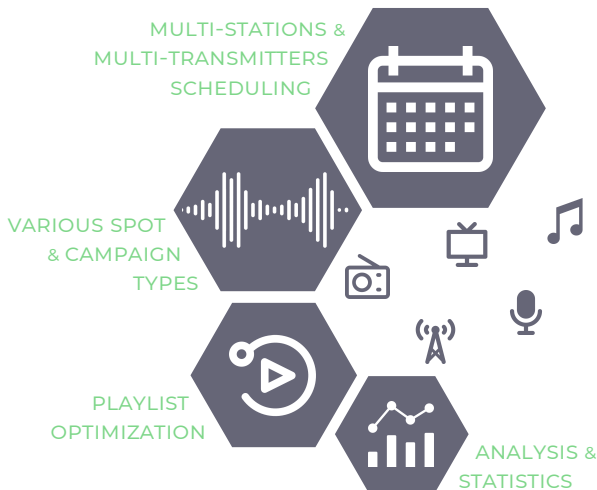 MULTI-STATIONS &
MULTI-TRANSMITTERS
SCHEDULING
VARIOUS SPOT
& CAMPAIGN
TYPES
PLAYLIST
OPTIMIZATION
ANALYSIS &
STATISTICS